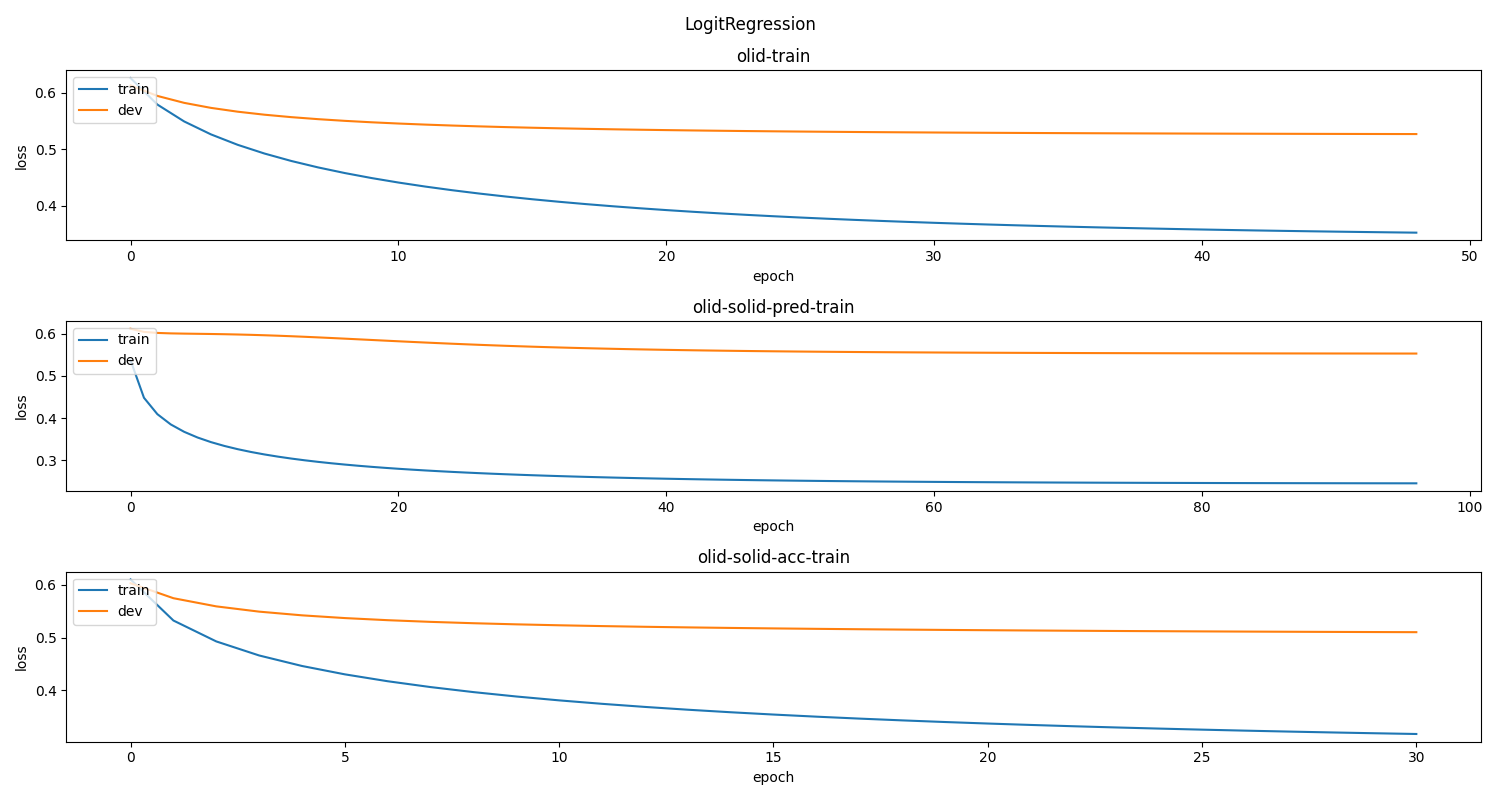 LogitRegression
olid-train
train
dev
0.6
0.5
0.4
loss
0 10 20 30 40 50
epoch
olid-solid-pred-train
train
dev
0.6
0.5
0.4
0.3
loss
0 20 40 60 80 100
epoch
olid-solid-acc-train
train
dev
0.6
0.5
0.4
loss
0 5 10 15 20 25 30
epoch